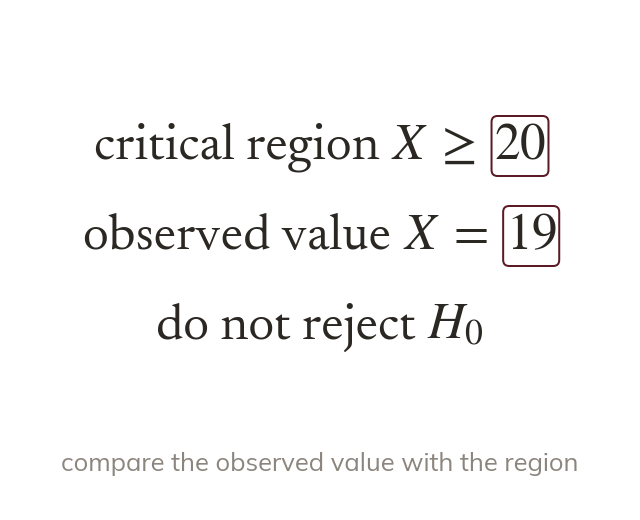 critical region X ≥ 20
observed value X = 19
do not reject H₀
compare the observed value with the region